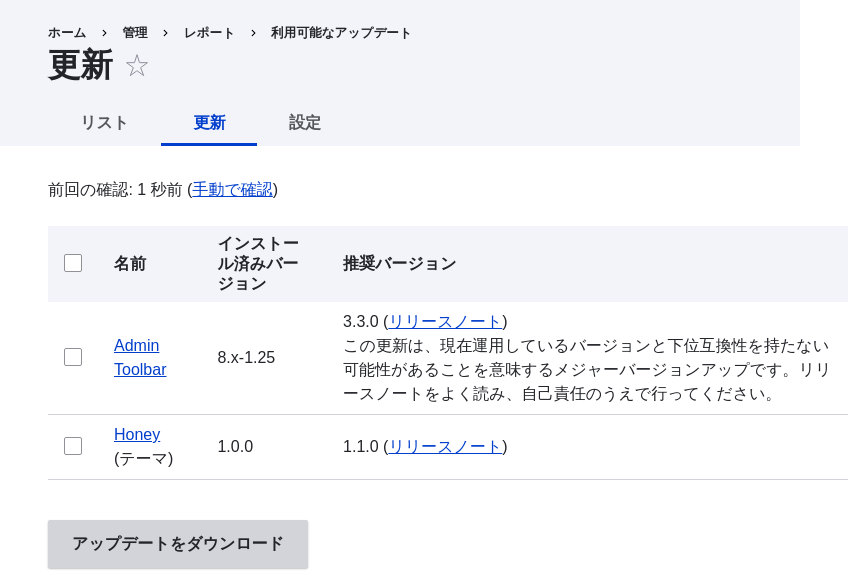 ホーム › 管理 › レポート › 利用可能なアップデート
更新 ☆
リスト 更新 設定
前回の確認: 1 秒前 (手動で確認)
名前 インストー 推奨バージョン
ル済みバー
ジョン
3.3.0 (リリースノート)
Admin Toolbar 8.x-1.25 この更新は、現在運用しているバージョンと下位互換性を持たない
可能性があることを意味するメジャーバージョンアップです。リリ
ースノートをよく読み、自己責任のうえで行ってください。
Honey
(テーマ) 1.0.0 1.1.0 (リリースノート)
アップデートをダウンロード